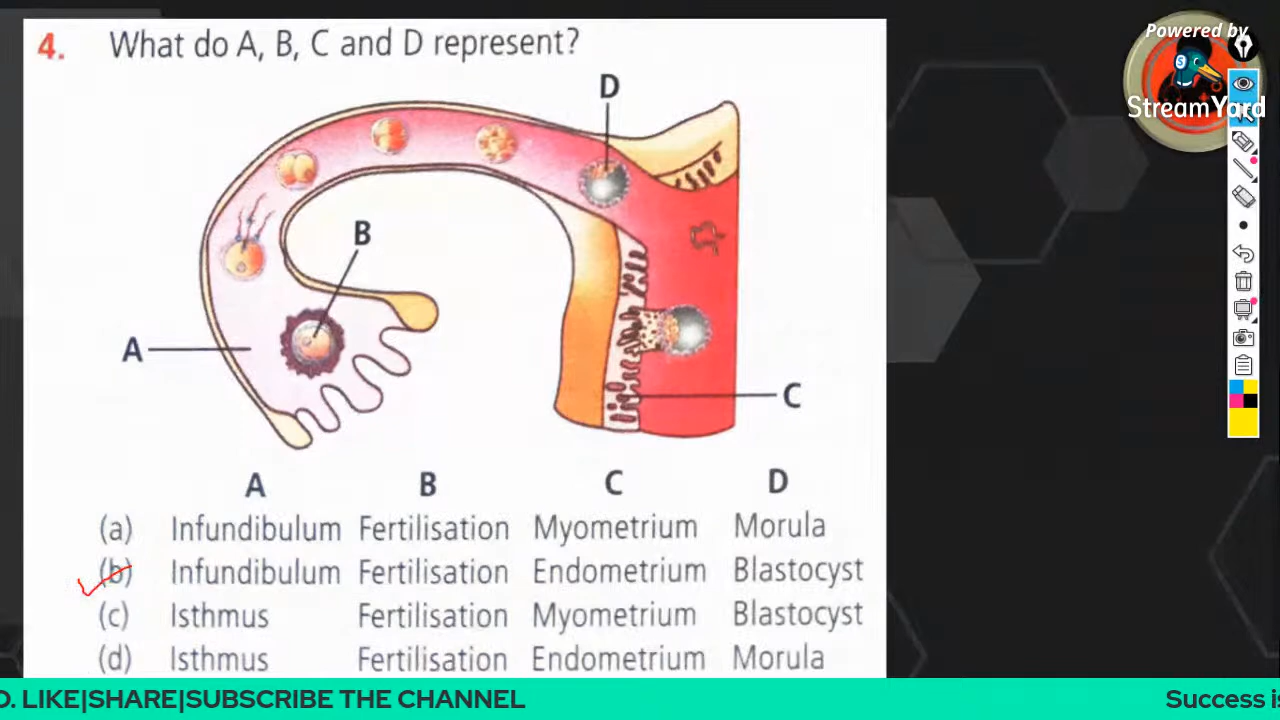 Powered by
StreamYard
4. What do A, B, C and D represent?
D
B
A
C
A B C D
(a) Infundibulum Fertilisation Myometrium Morula
(b) Infundibulum Fertilisation Endometrium Blastocyst
(c) Isthmus Fertilisation Myometrium Blastocyst
(d) Isthmus Fertilisation Endometrium Morula
O. LIKE|SHARE|SUBSCRIBE THE CHANNEL Success is